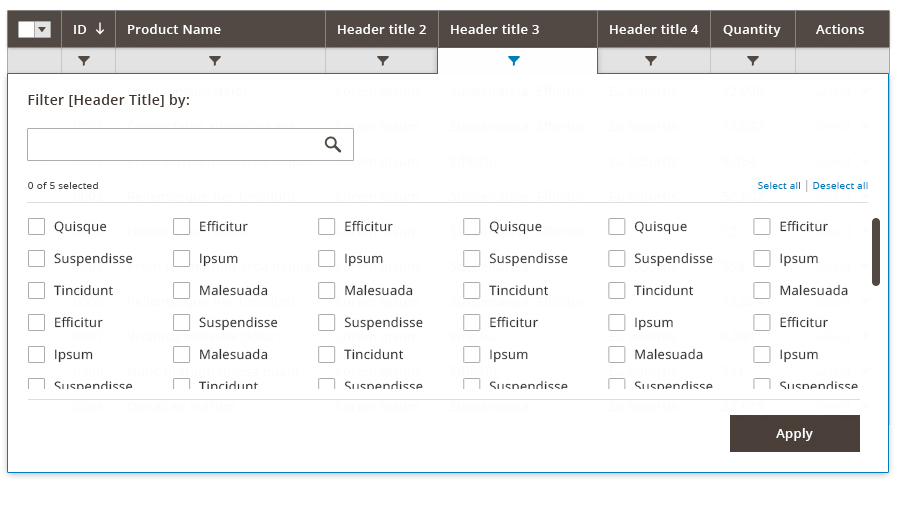 ID Product Name Header title 2 Header title 3 Header title 4 Quantity Actions
Filter [Header Title] by:
0 of 5 selected Select all | Deselect all
Quisque Efficitur Efficitur Quisque Quisque Efficitur
Suspendisse Ipsum Ipsum Suspendisse Suspendisse Ipsum
Tincidunt Malesuada Malesuada Tincidunt Tincidunt Malesuada
Efficitur Suspendisse Suspendisse Efficitur Ipsum Efficitur
Ipsum Malesuada Tincidunt Ipsum Malesuada Ipsum
Suspendisse Tincidunt Suspendisse Suspendisse Suspendisse Suspendisse
Apply